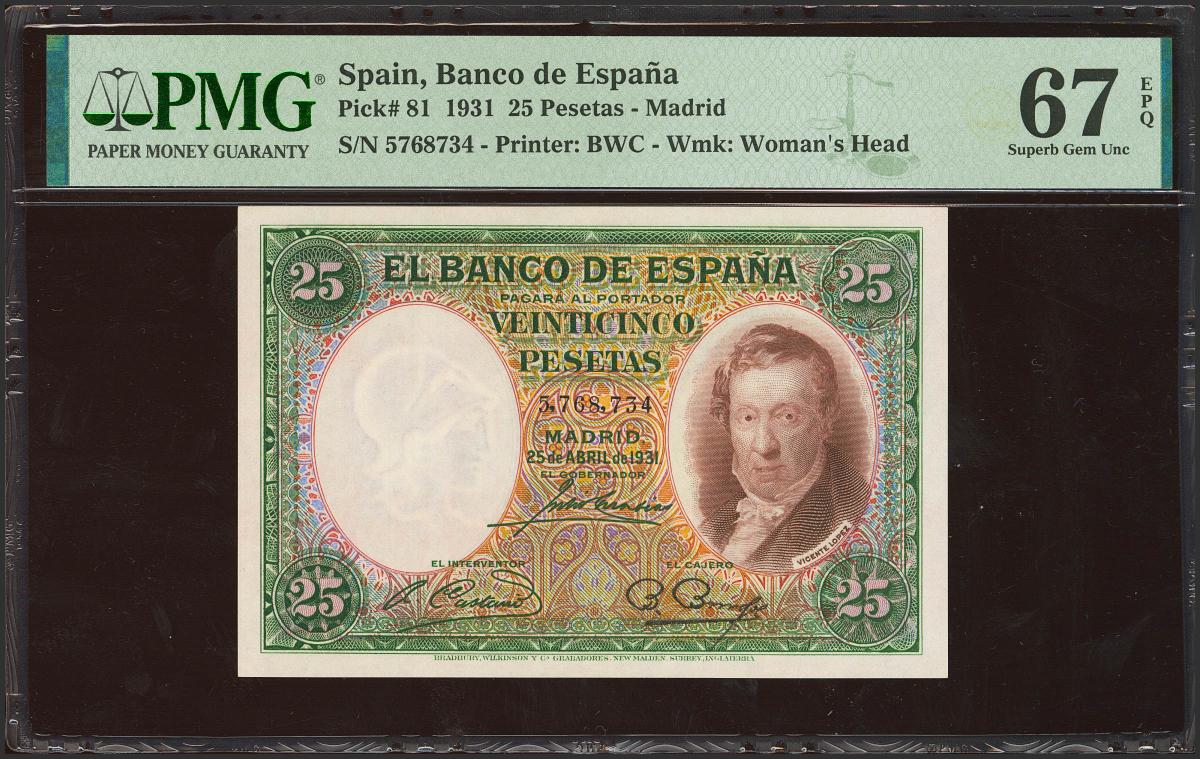 PMG®
PAPER MONEY GUARANTY
Spain, Banco de España
Pick# 81 1931 25 Pesetas - Madrid
S/N 5768734 - Printer: BWC - Wmk: Woman's Head
67 EPQ
Superb Gem Unc
25 25
EL BANCO DE ESPAÑA
PAGARÁ AL PORTADOR
VEINTICINCO
PESETAS
5,768,734
MADRID
25 de ABRIL de 1931
EL GOBERNADOR
VICENTE LOPEZ
EL INTERVENTOR EL CAJERO
25 25
BRADBURY, WILKINSON Y Cª GRABADORES. NEW MALDEN, SURREY, INGLATERRA